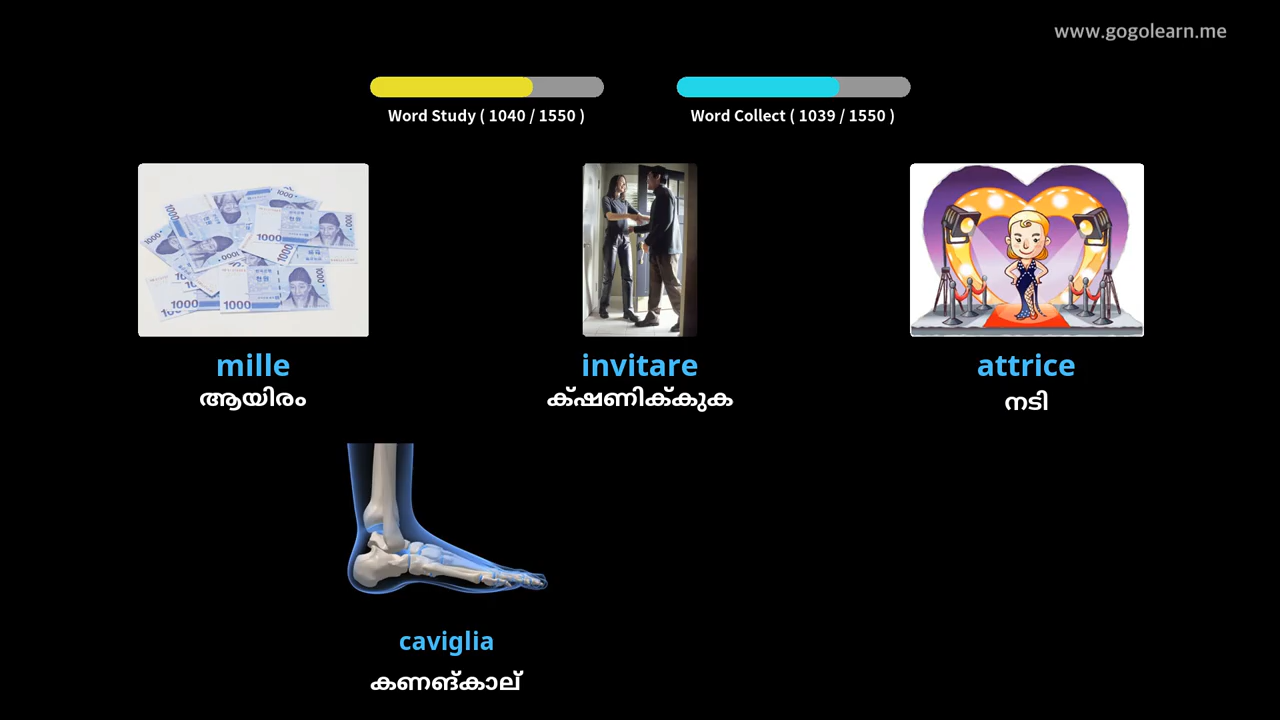 www.gogolearn.me
Word Study ( 1040 / 1550 )
Word Collect ( 1039 / 1550 )
mille
ആയിരം
invitare
ക്ഷണിക്കുക
attrice
നടി
caviglia
കണങ്കാല്